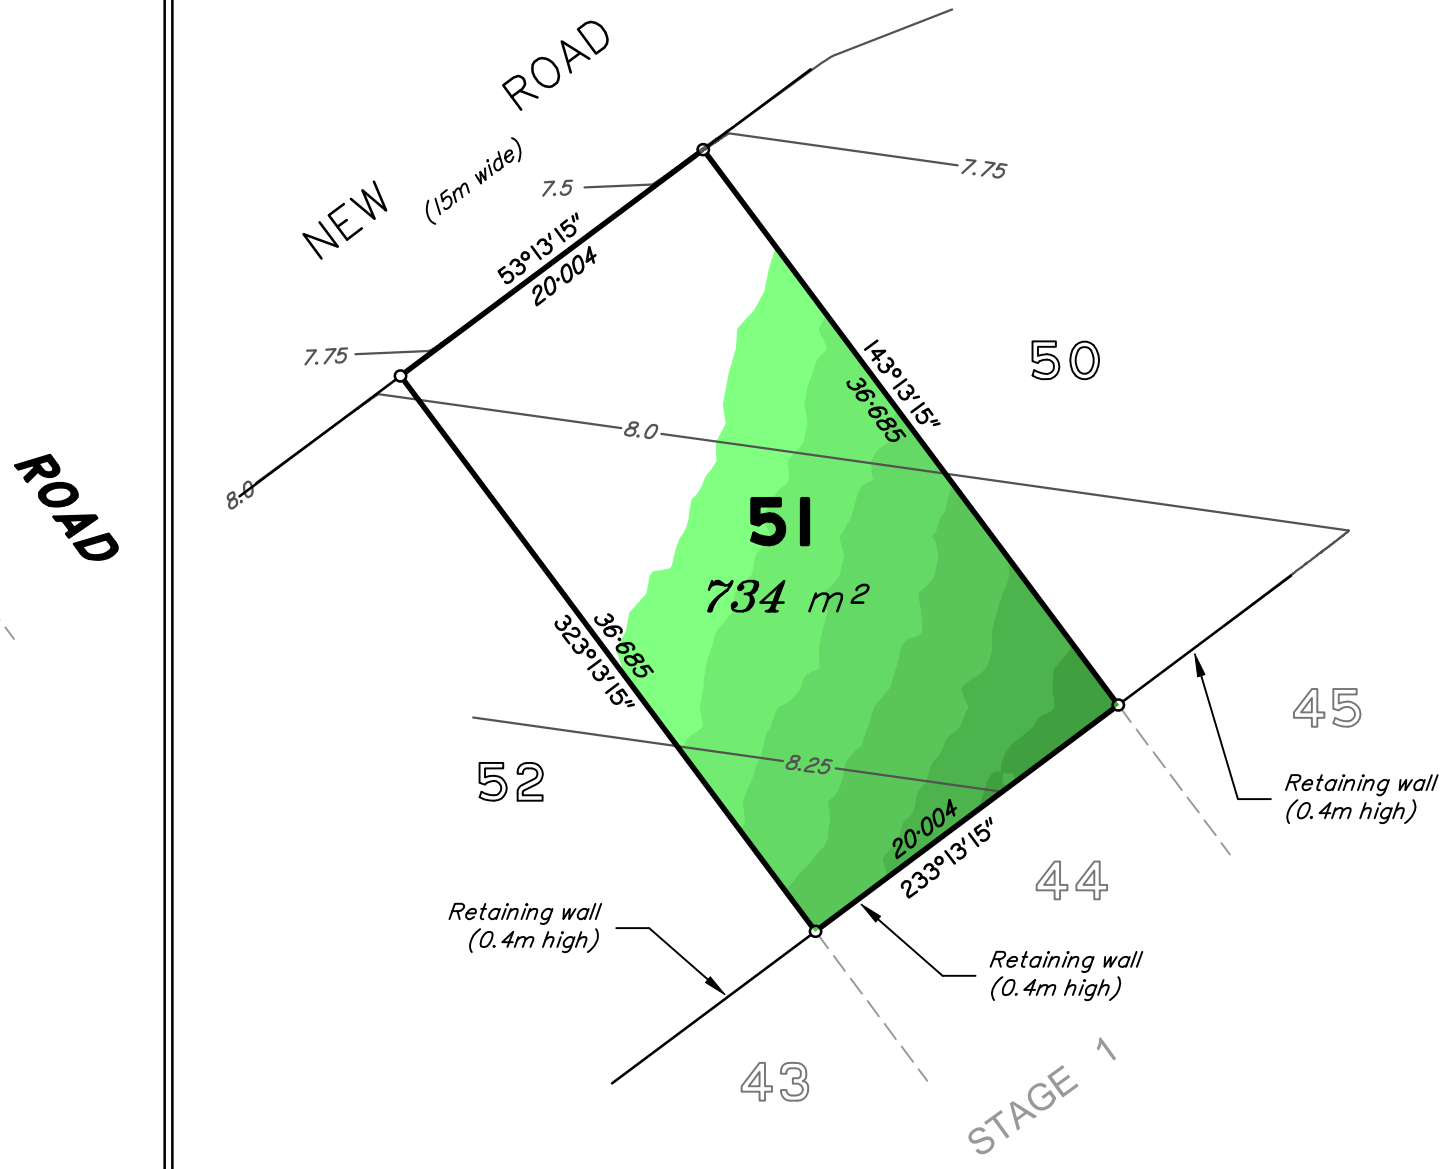 ROAD
NEW
(15m wide)
7.5
7.75
53°13'15"
20·004
7.75
50
143°13'15"
36·685
8.0
8.0
ROAD
51
734 m²
36·685
323°13'15"
45
52
8.25
Retaining wall
(0.4m high)
20·004
233°13'15"
44
Retaining wall
(0.4m high)
Retaining wall
(0.4m high)
43
STAGE 1